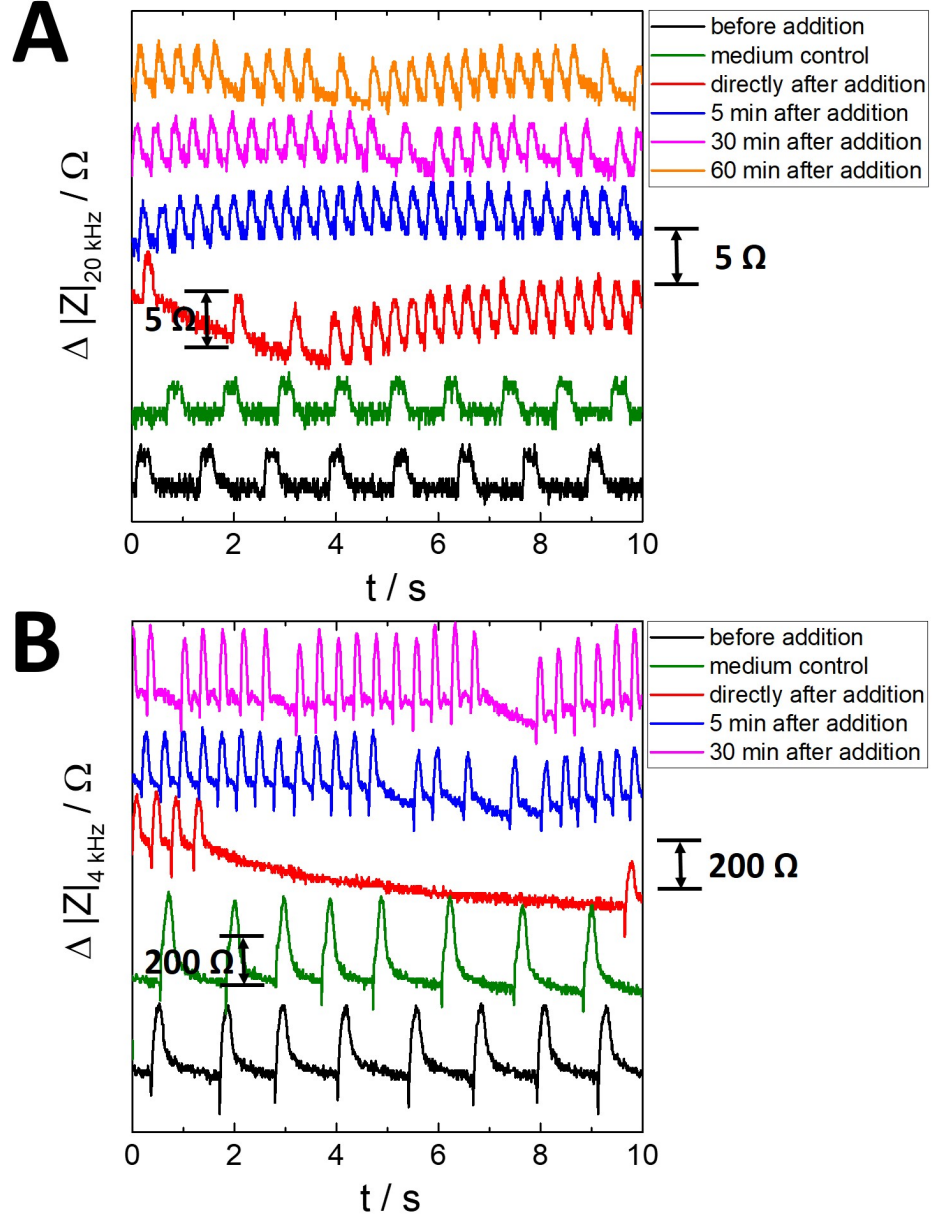 A
before addition
medium control
directly after addition
5 min after addition
30 min after addition
60 min after addition
Δ |Z|20 kHz / Ω
5 Ω
5 Ω
0 2 4 6 8 10
t / s
B
before addition
medium control
directly after addition
5 min after addition
30 min after addition
Δ |Z|4 kHz / Ω
200 Ω
200 Ω
0 2 4 6 8 10
t / s